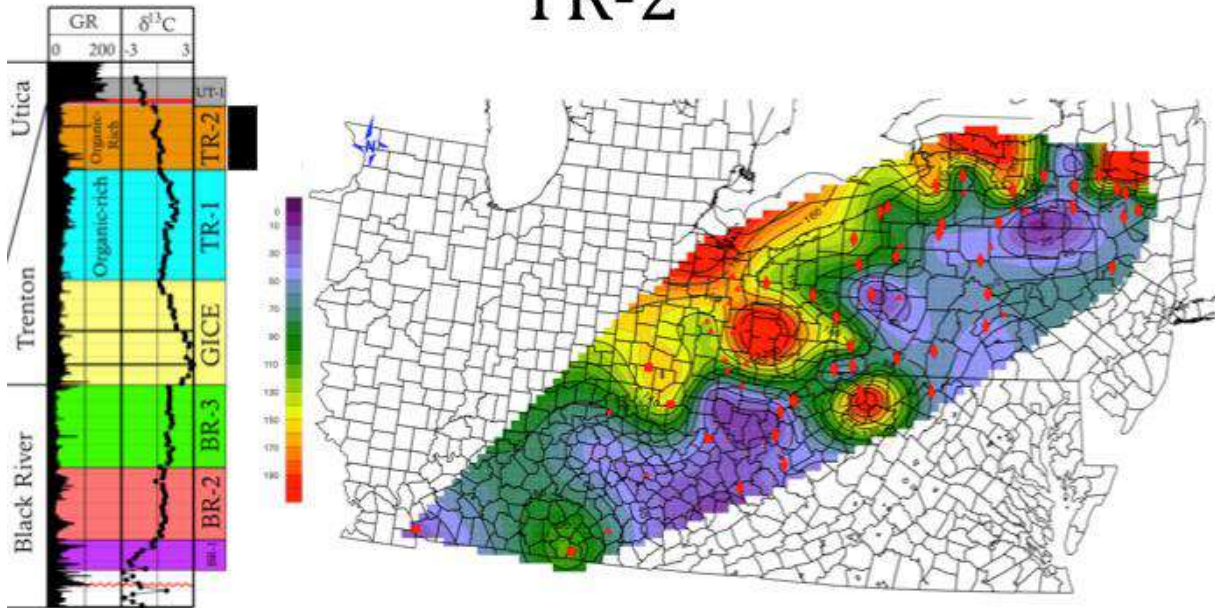 TR-2
GR
δ¹³C
0 200 -3 3
Utica
Trenton
Black River
UT-1
Organic-Rich
TR-2
Organic-rich
TR-1
GICE
BR-3
BR-2
N
0
10
30
50
70
90
110
130
150
170
190
160